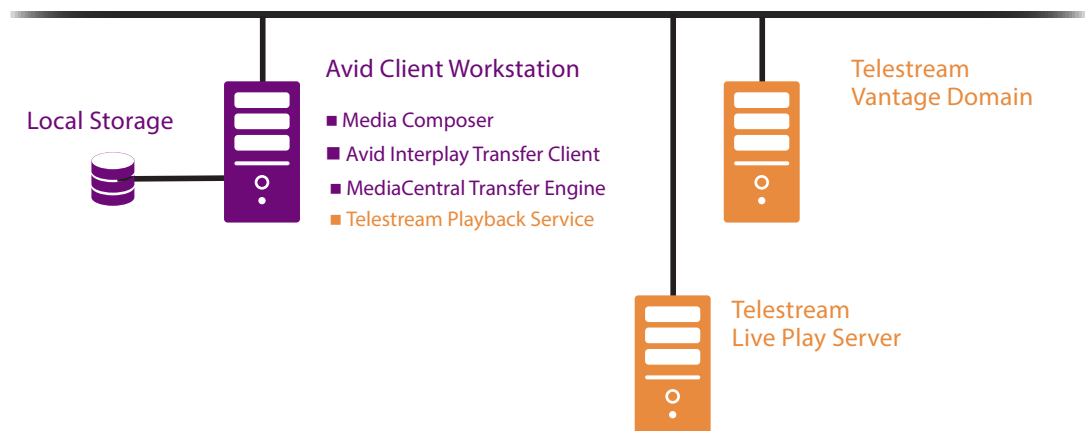 Avid Client Workstation
Local Storage
■ Media Composer
■ Avid Interplay Transfer Client
■ MediaCentral Transfer Engine
■ Telestream Playback Service
Telestream
Vantage Domain
Telestream
Live Play Server